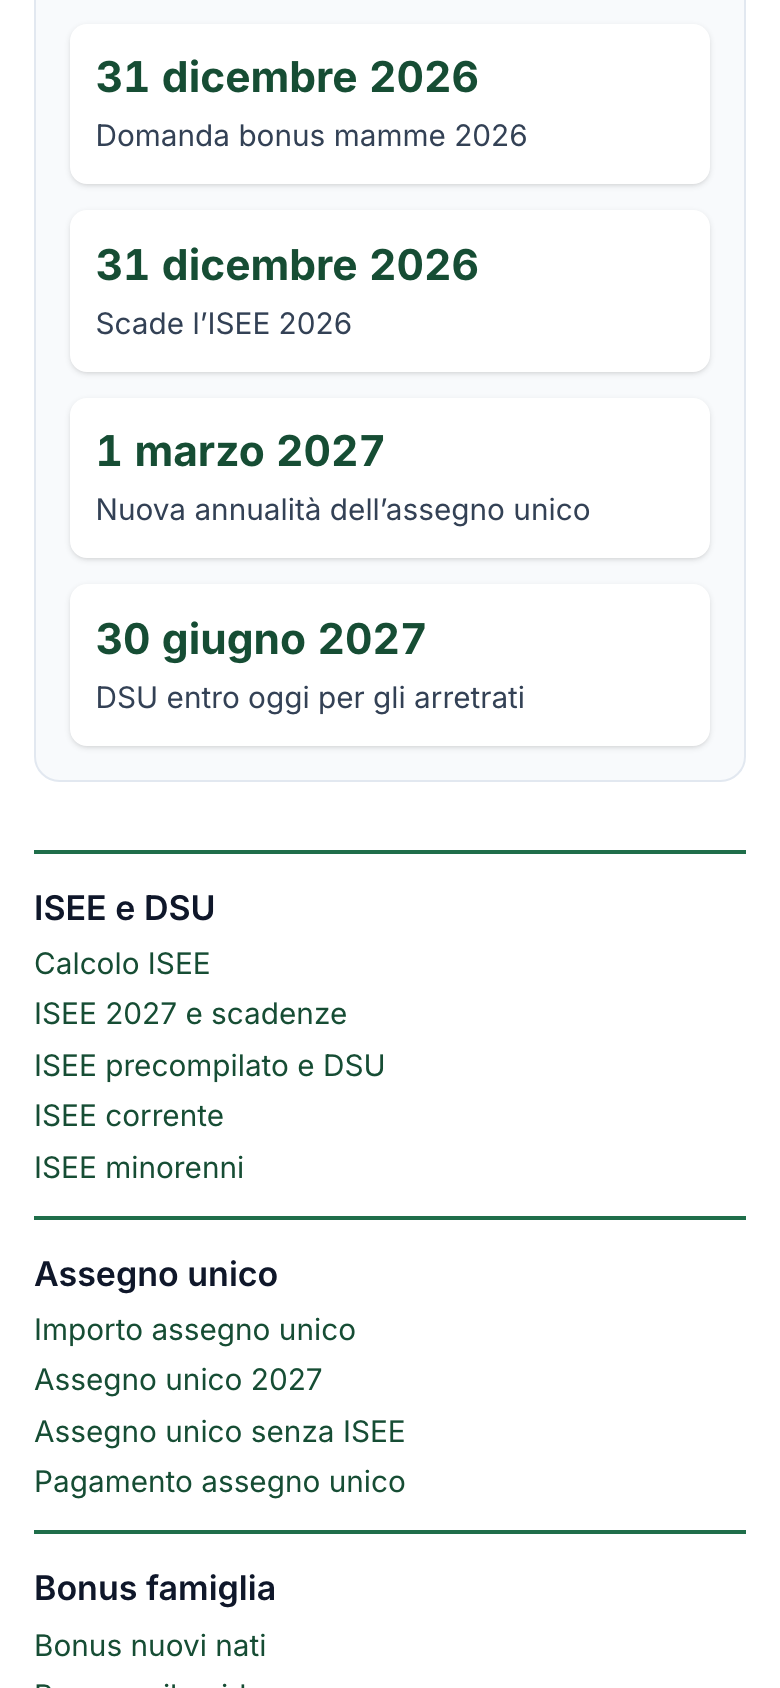 31 dicembre 2026
Domanda bonus mamme 2026
31 dicembre 2026
Scade l’ISEE 2026
1 marzo 2027
Nuova annualità dell’assegno unico
30 giugno 2027
DSU entro oggi per gli arretrati
ISEE e DSU
Calcolo ISEE
ISEE 2027 e scadenze
ISEE precompilato e DSU
ISEE corrente
ISEE minorenni
Assegno unico
Importo assegno unico
Assegno unico 2027
Assegno unico senza ISEE
Pagamento assegno unico
Bonus famiglia
Bonus nuovi nati